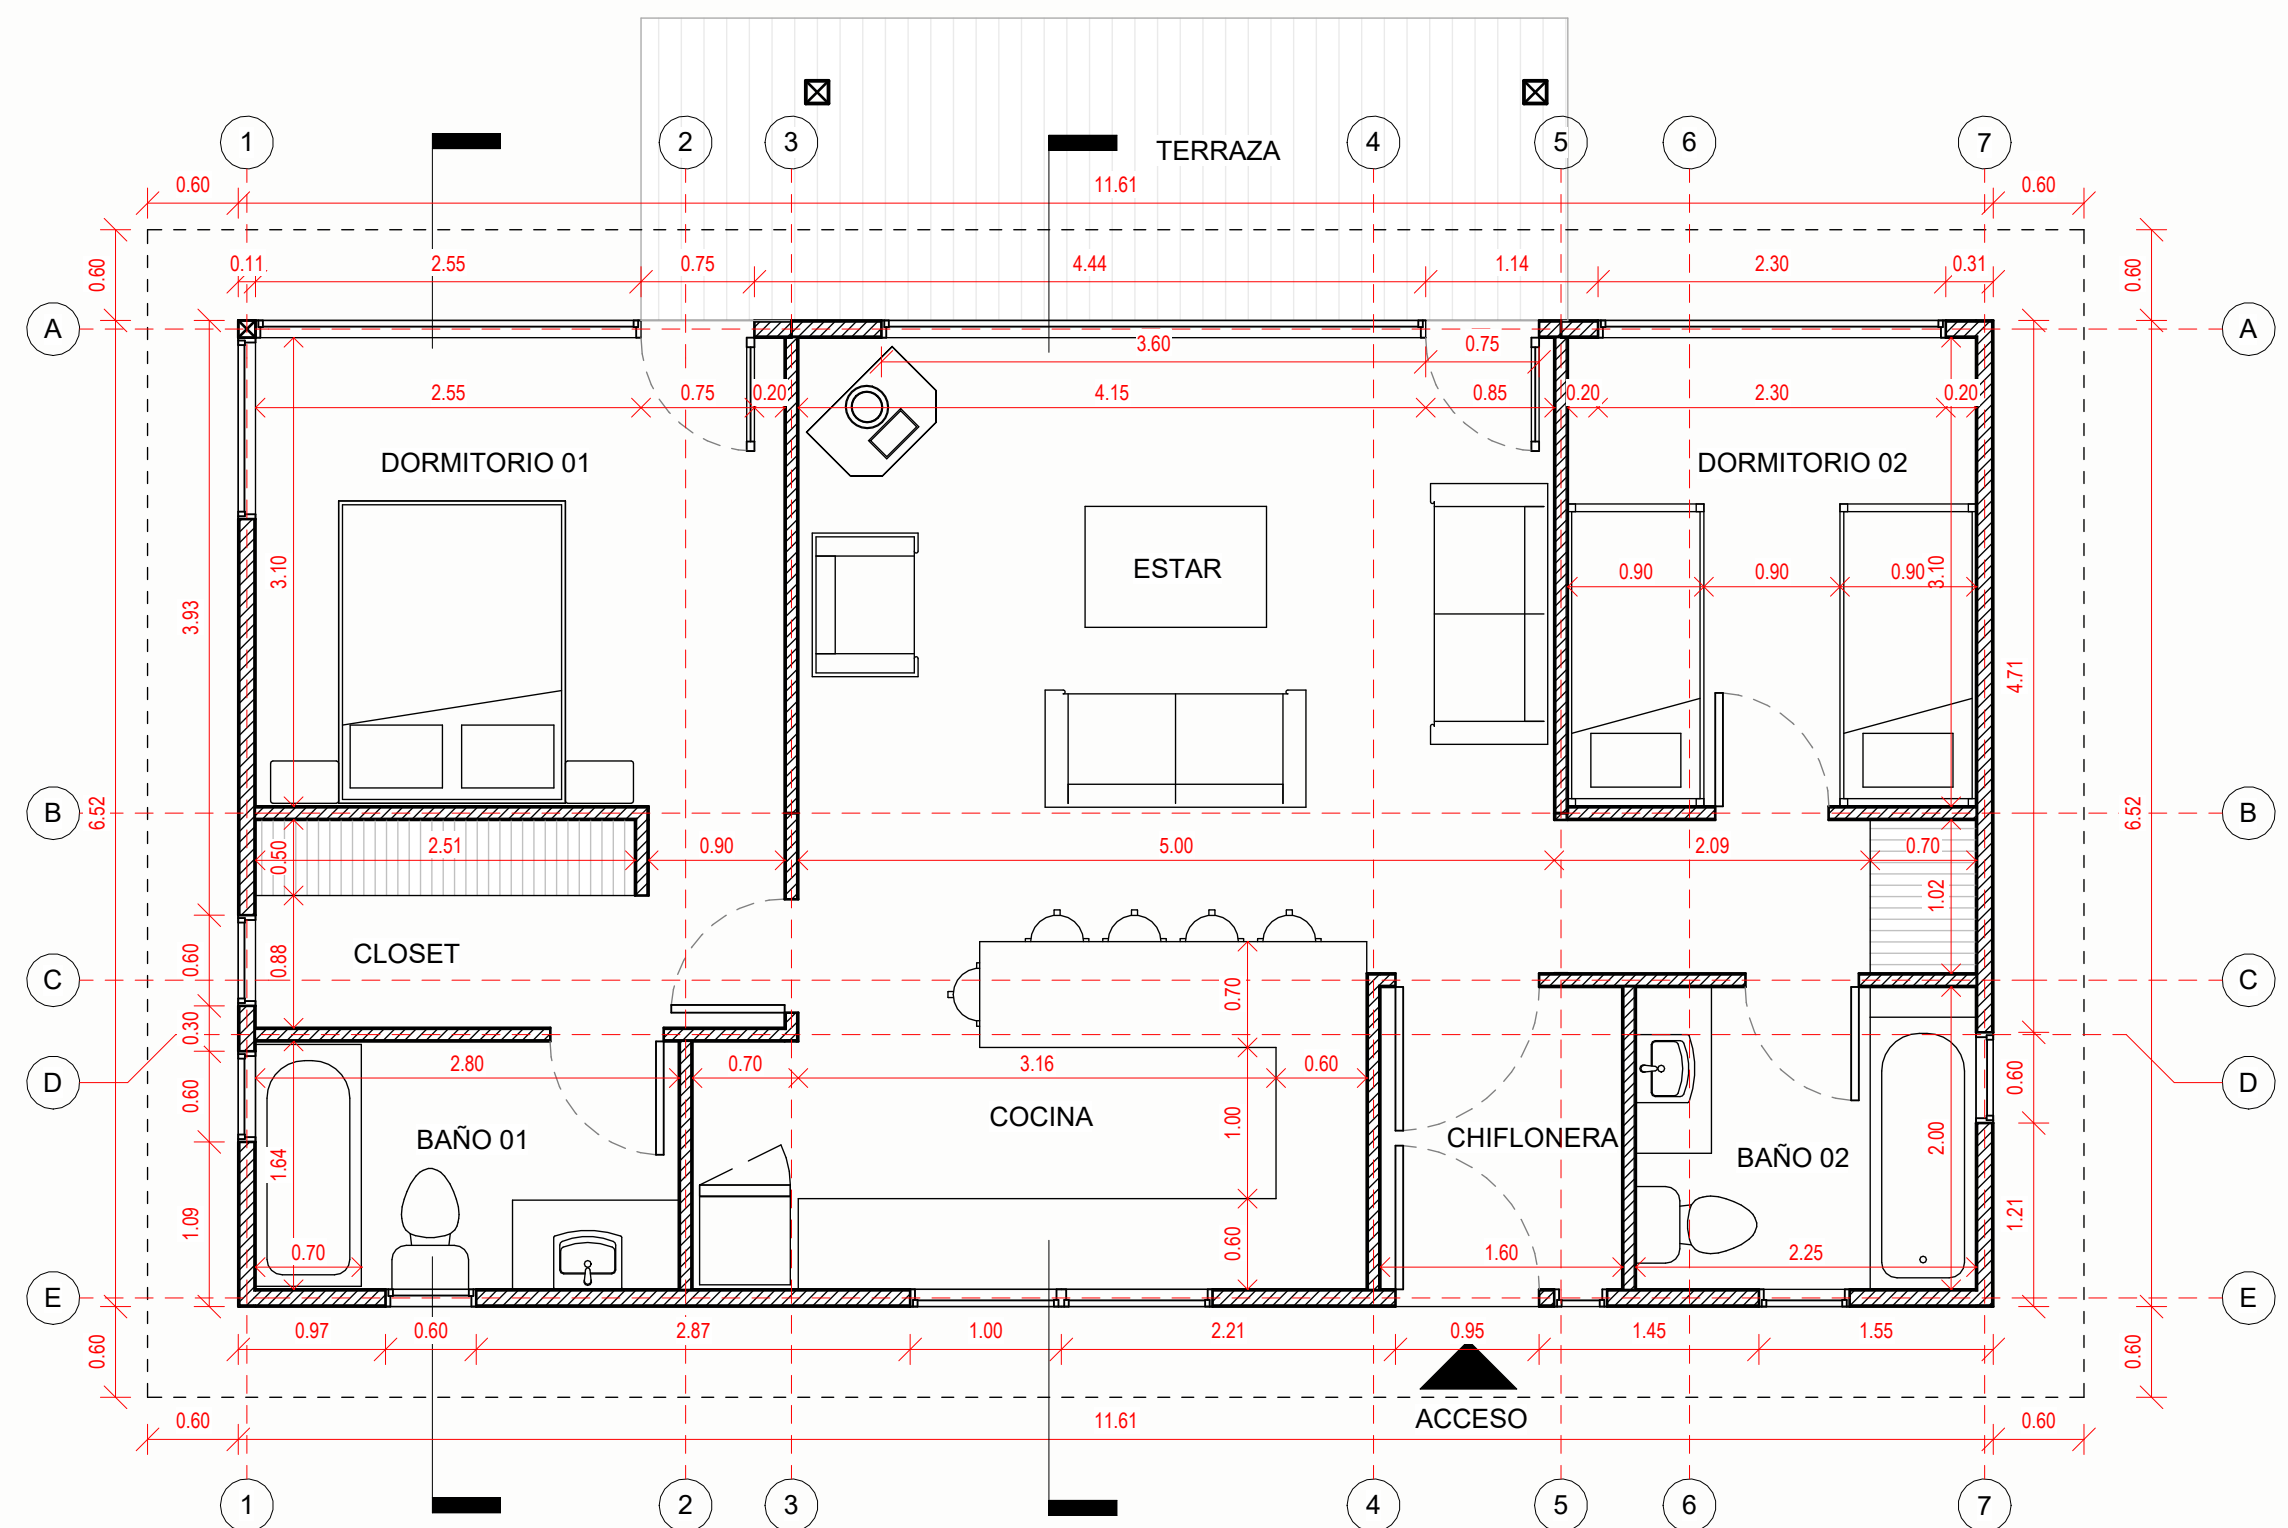 TERRAZA
1 2 3 4 5 6 7
0.60 11.61 0.60
0.60 0.11 2.55 0.75 4.44 1.14 2.30 0.31 0.60
A A
3.60 0.75
2.55 0.75 0.20 4.15 0.85 0.20 2.30 0.20
DORMITORIO 01 DORMITORIO 02
ESTAR
3.93 3.10 0.90 0.90 0.90 3.10
4.71
B 6.52 6.52 B
0.50 2.51 0.90 5.00 2.09 0.70
1.02
CLOSET
C 0.60 0.88 0.70 C
0.30
2.80 0.70 3.16 0.60
D 0.60 0.60 D
COCINA
1.00
BAÑO 01 CHIFLONERA 2.00
1.64 BAÑO 02
1.09 1.21
0.70 0.60 1.60 2.25
E E
0.97 0.60 2.87 1.00 2.21 0.95 1.45 1.55
0.60 0.60
0.60 11.61 ACCESO 0.60
1 2 3 4 5 6 7